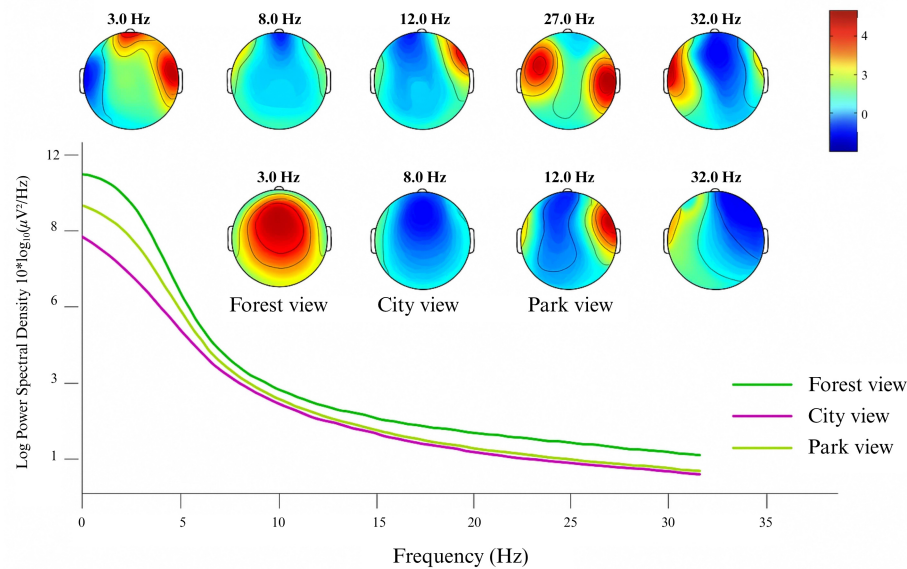 3.0 Hz 8.0 Hz 12.0 Hz 27.0 Hz 32.0 Hz
4
3
0
3.0 Hz 8.0 Hz 12.0 Hz 32.0 Hz
Forest view City view Park view
Log Power Spectral Density 10*log₁₀(μV²/Hz)
12
8
6
3
1
Forest view
City view
Park view
0 5 10 15 20 25 30 35
Frequency (Hz)